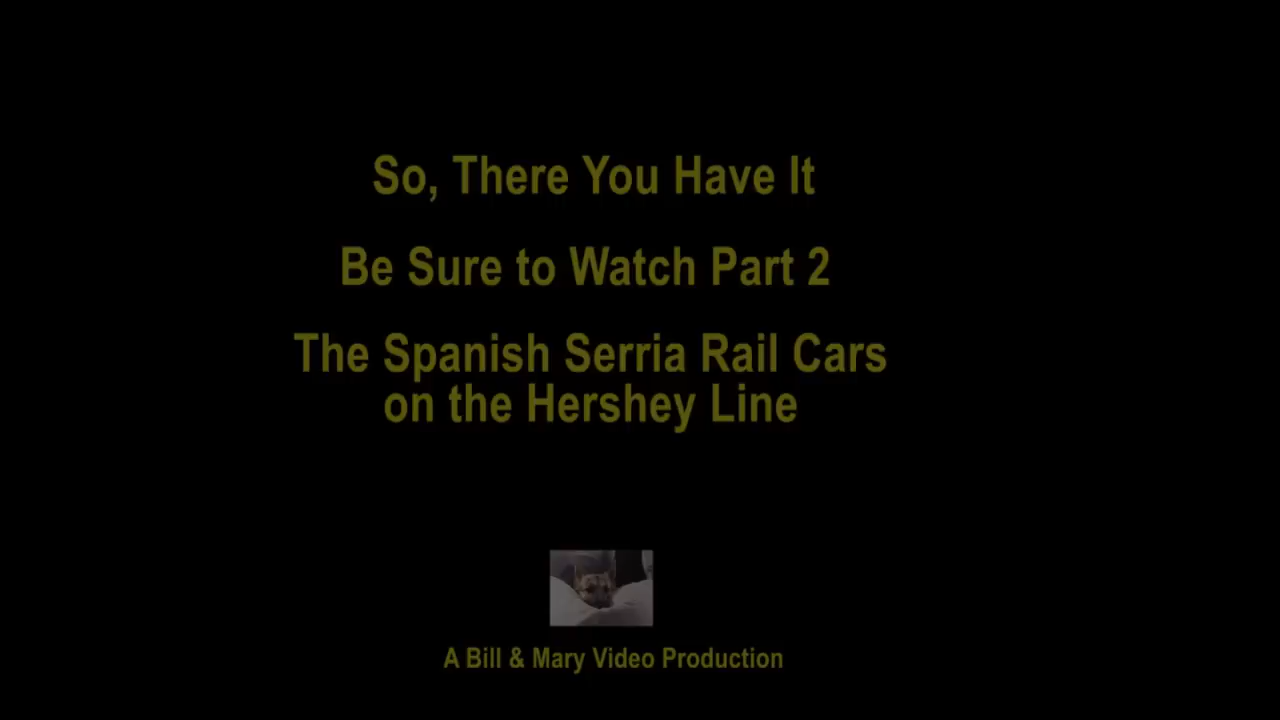 So, There You Have It
Be Sure to Watch Part 2
The Spanish Serria Rail Cars
on the Hershey Line
A Bill & Mary Video Production